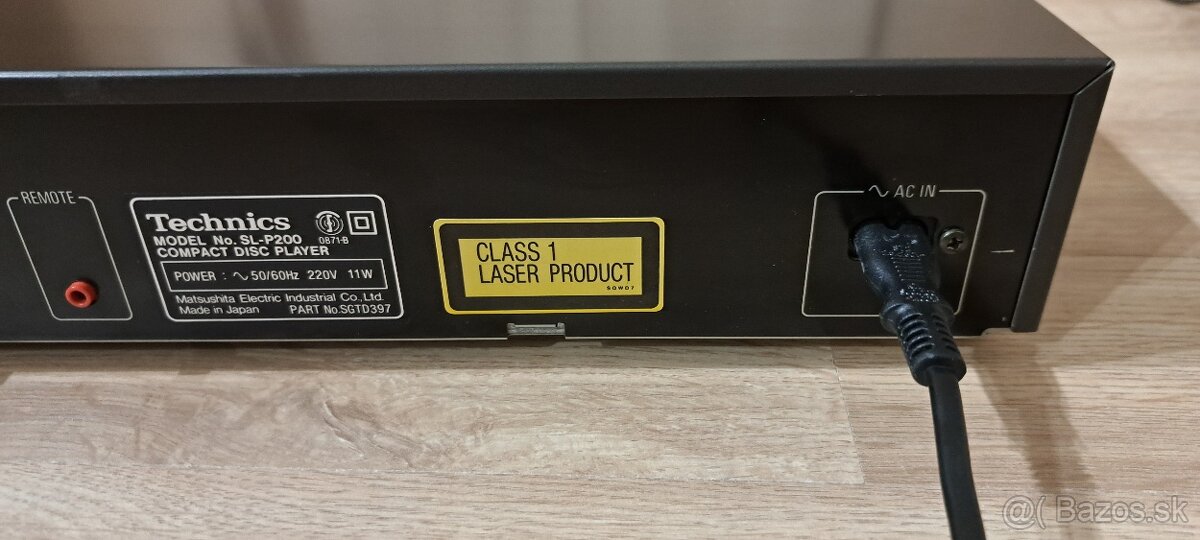 REMOTE
Technics
MODEL No. SL-P200
COMPACT DISC PLAYER
0871-B
POWER : ∿ 50/60Hz 220V 11W
Matsushita Electric Industrial Co., Ltd.
Made in Japan PART No. SGTD397
CLASS 1
LASER PRODUCT
SQWD7
∿ AC IN
@( Bazos.sk